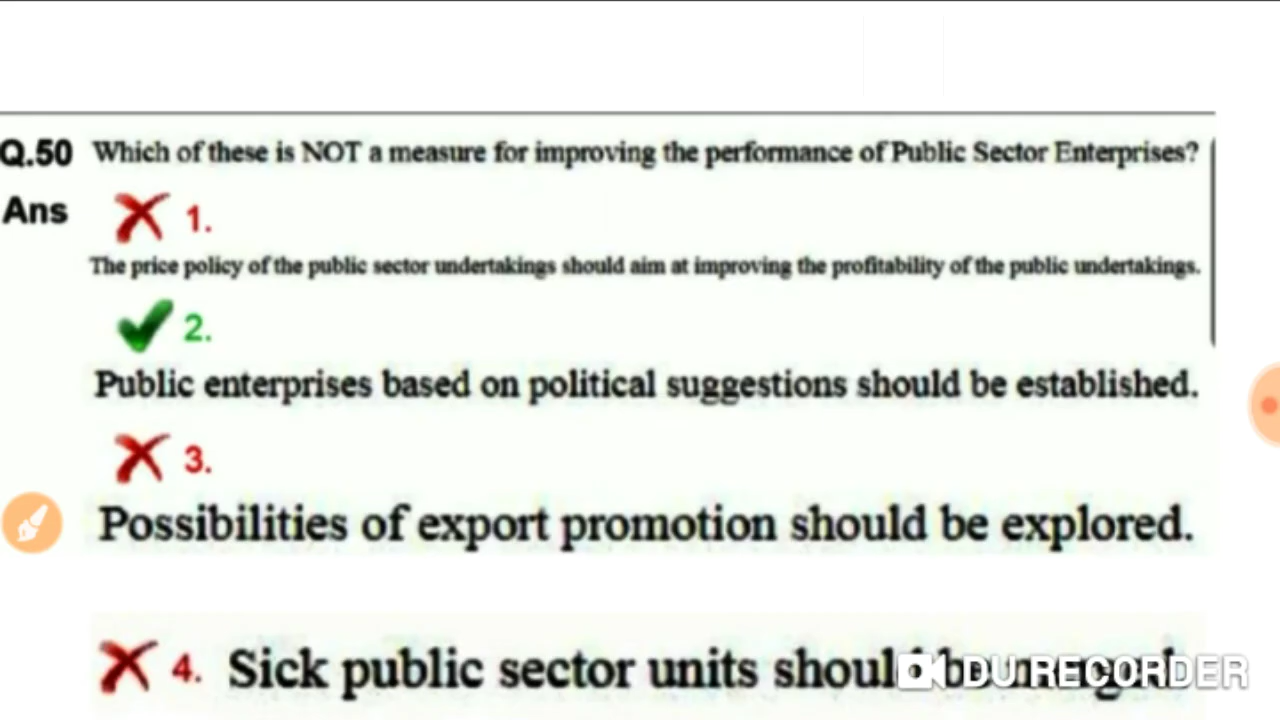 Q.50 Which of these is NOT a measure for improving the performance of Public Sector Enterprises?
Ans 1.
The price policy of the public sector undertakings should aim at improving the profitability of the public undertakings.
2.
Public enterprises based on political suggestions should be established.
3.
Possibilities of export promotion should be explored.
4. Sick public sector units should
DU RECORDER